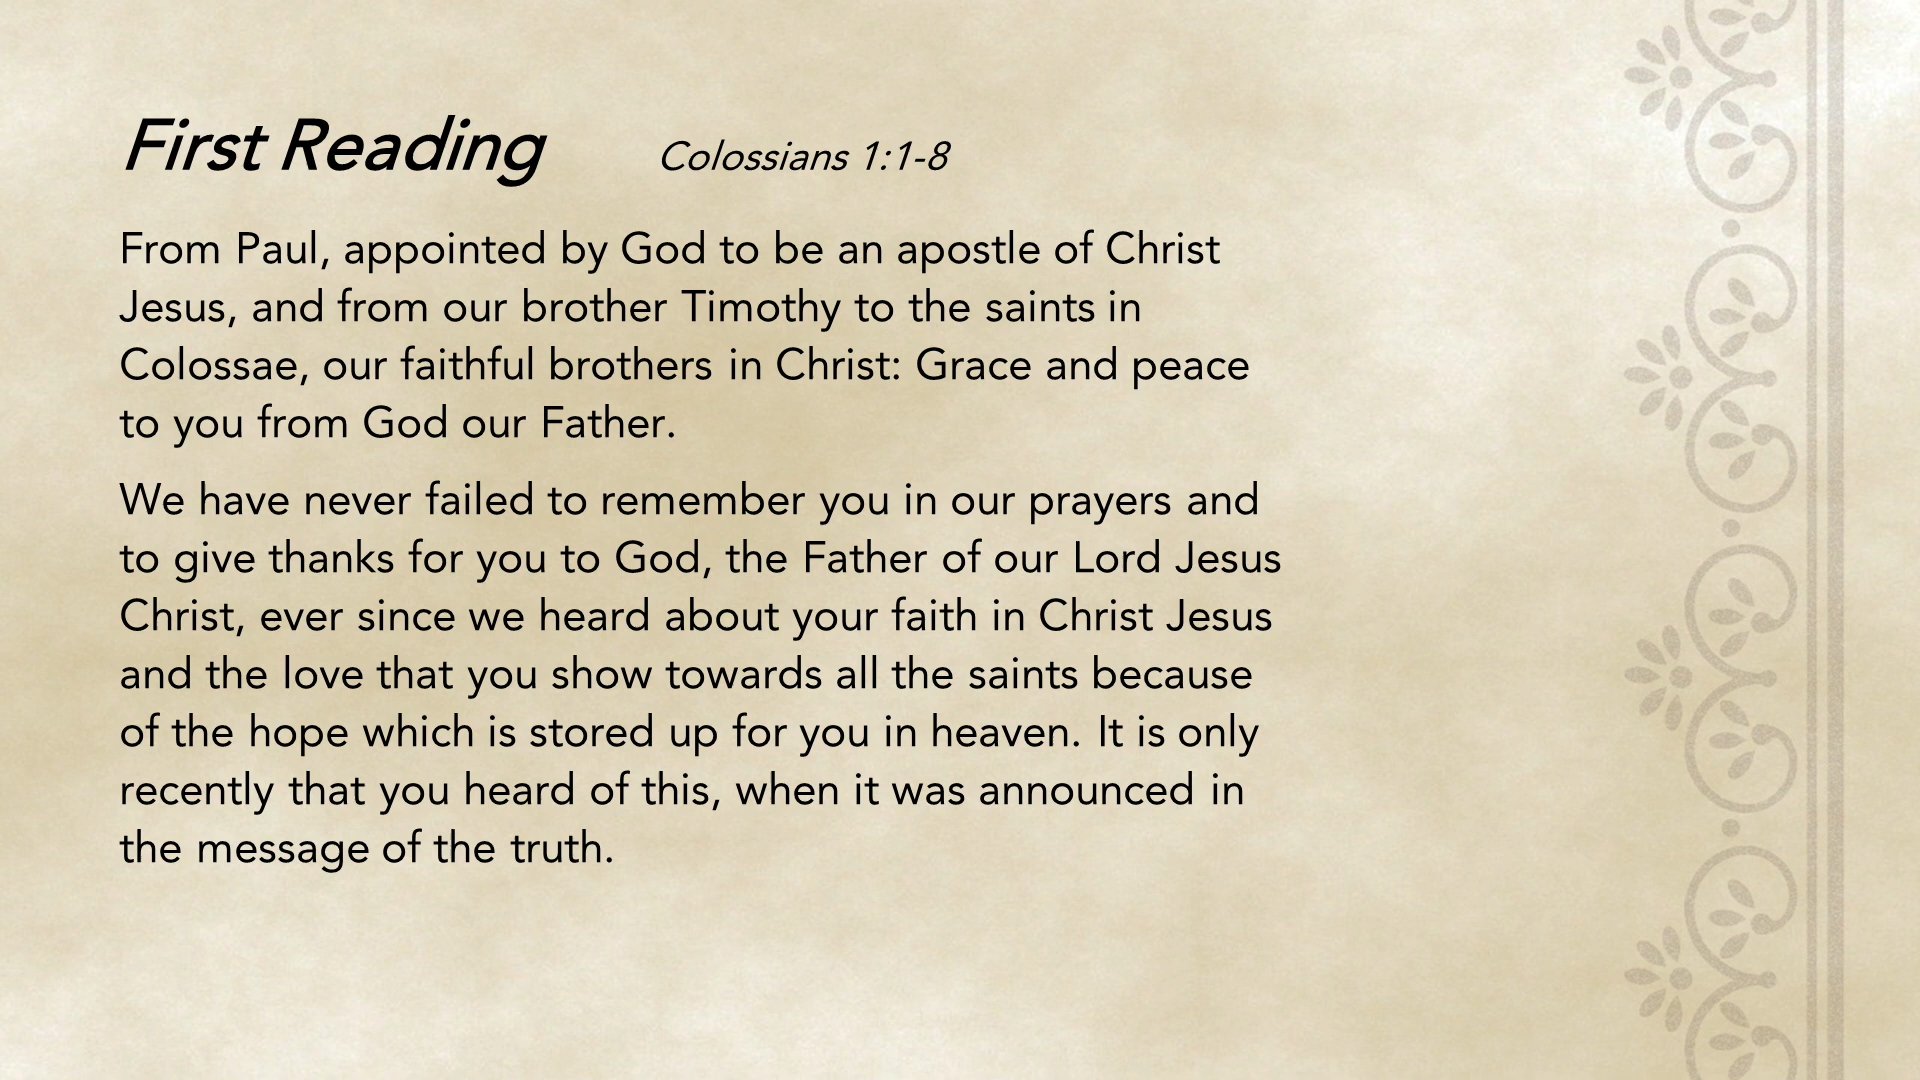 First Reading Colossians 1:1-8
From Paul, appointed by God to be an apostle of Christ
Jesus, and from our brother Timothy to the saints in
Colossae, our faithful brothers in Christ: Grace and peace
to you from God our Father.
We have never failed to remember you in our prayers and
to give thanks for you to God, the Father of our Lord Jesus
Christ, ever since we heard about your faith in Christ Jesus
and the love that you show towards all the saints because
of the hope which is stored up for you in heaven. It is only
recently that you heard of this, when it was announced in
the message of the truth.